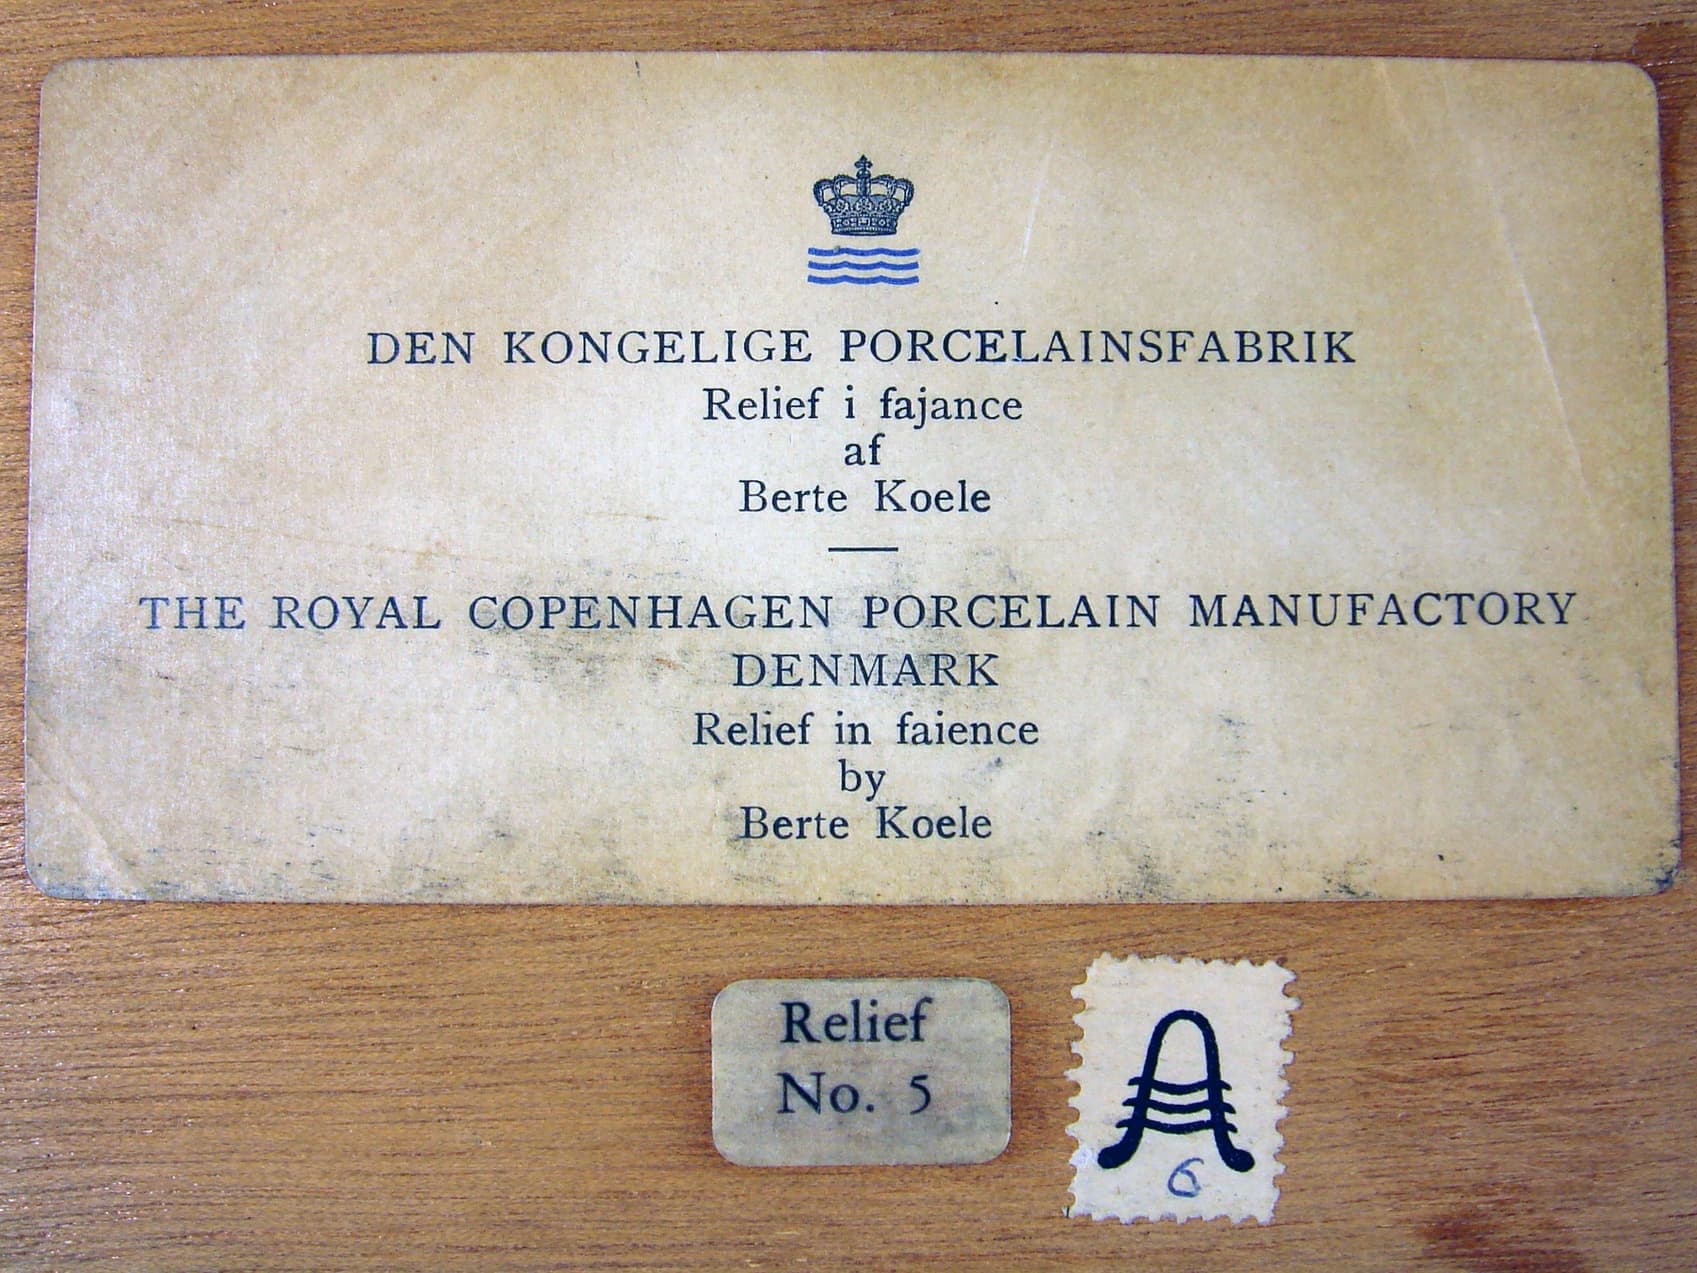 DEN KONGELIGE PORCELAINSFABRIK
Relief i fajance
af
Berte Koele
THE ROYAL COPENHAGEN PORCELAIN MANUFACTORY
DENMARK
Relief in faience
by
Berte Koele
Relief
No. 5
A
6